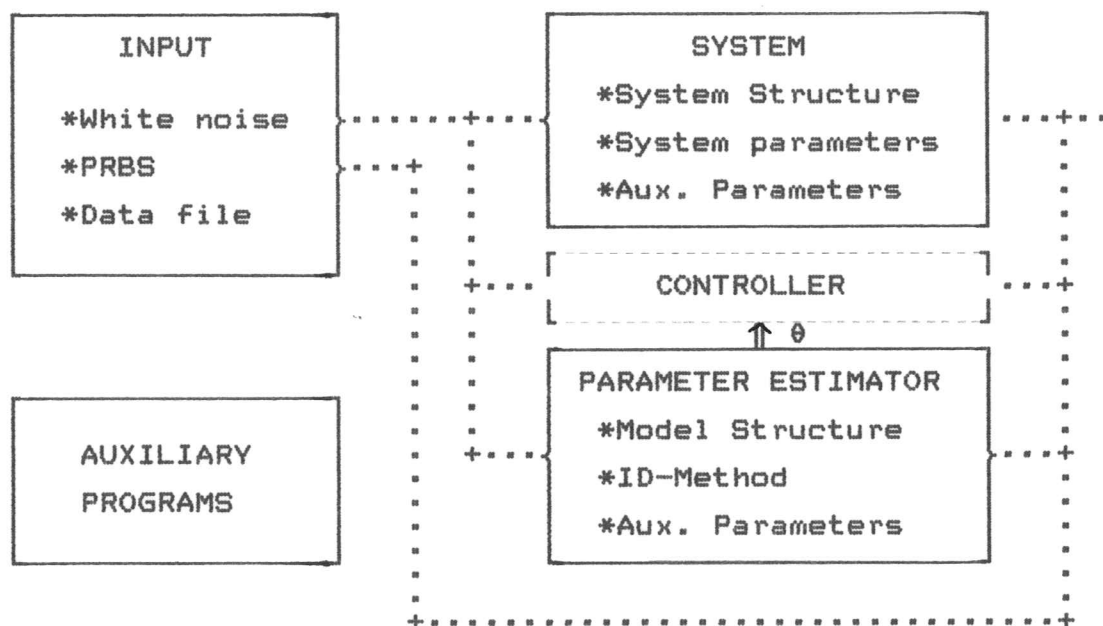 INPUT
*White noise
*PRBS
*Data file
SYSTEM
*System Structure
*System parameters
*Aux. Parameters
CONTROLLER
⇑ θ
PARAMETER ESTIMATOR
*Model Structure
*ID-Method
*Aux. Parameters
AUXILIARY
PROGRAMS